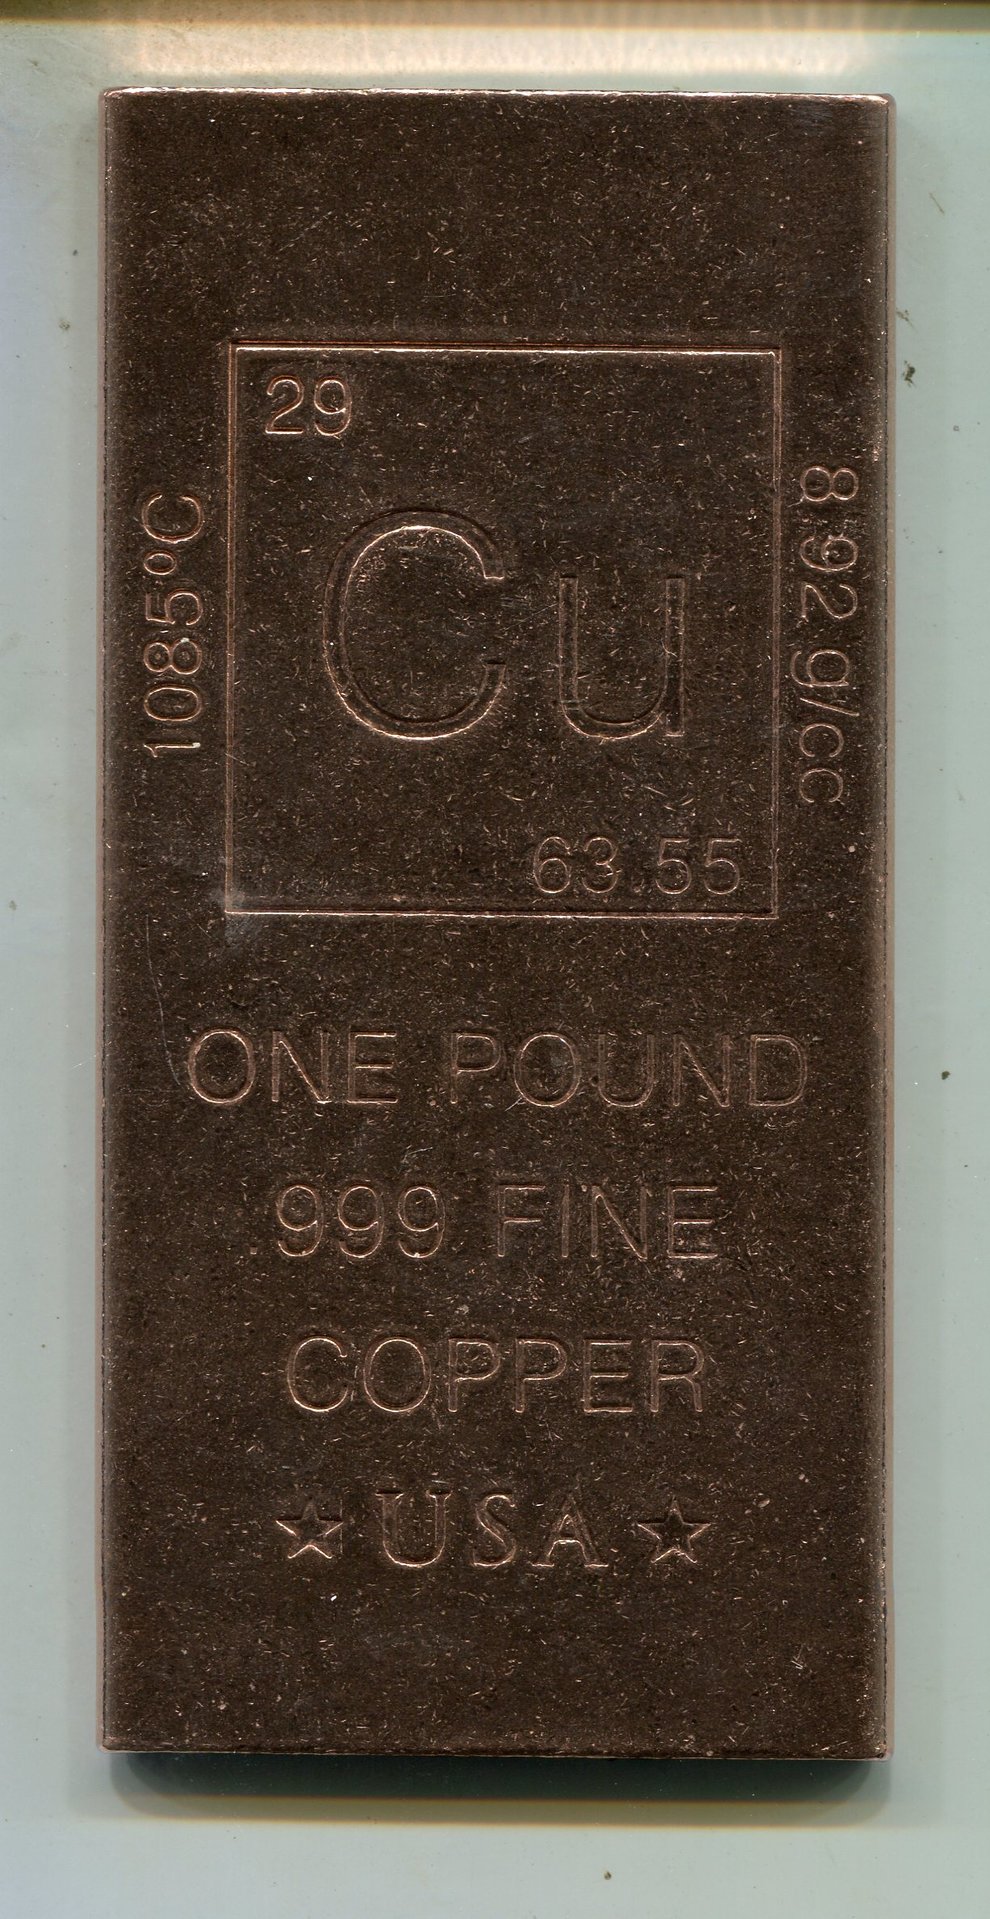 29
Cu
63.55
1085°C
8.92 g/cc
ONE POUND
.999 FINE
COPPER
☆ USA ☆